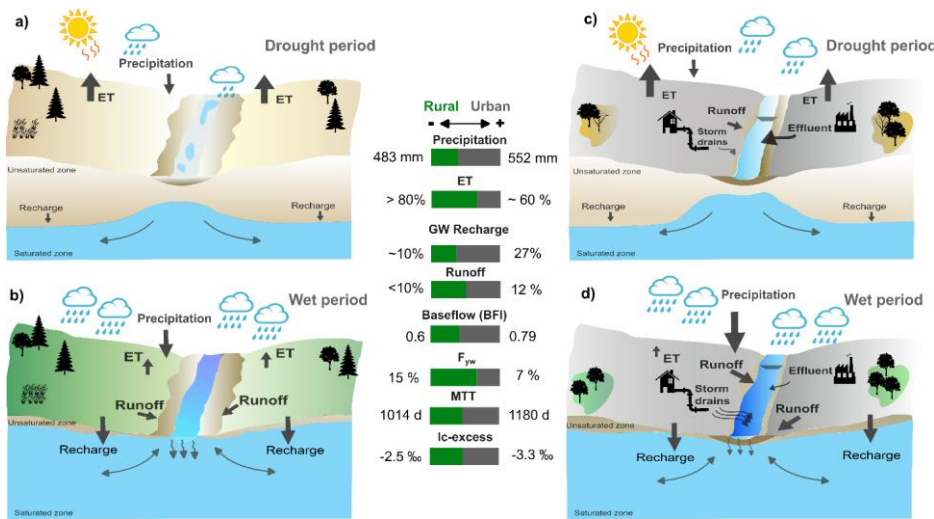 a)
Drought period
Precipitation
ET
ET
Unsaturated zone
Recharge
Recharge
Saturated zone
b)
Wet period
Precipitation
ET
ET
Runoff
Runoff
Unsaturated zone
Recharge
Recharge
Saturated zone
Rural Urban
- +
Precipitation
483 mm 552 mm
ET
> 80% ~ 60 %
GW Recharge
~10% 27%
Runoff
<10% 12 %
Baseflow (BFI)
0.6 0.79
Fyw
15 % 7 %
MTT
1014 d 1180 d
lc-excess
-2.5 ‰ -3.3 ‰
c)
Drought period
Precipitation
ET
ET
Runoff
Effluent
Storm
drains
Unsaturated zone
Recharge
Recharge
Saturated zone
d)
Wet period
Precipitation
ET
Runoff
Effluent
Storm
drains
Runoff
Unsaturated zone
Recharge
Recharge
Saturated zone